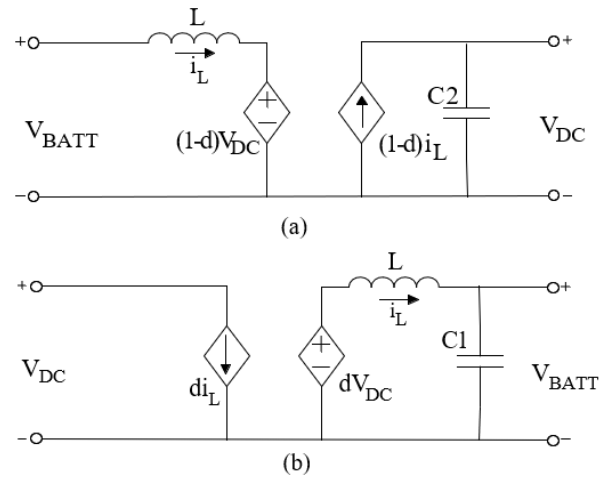 L
+ i_L +
+ C2
V_BATT (1-d)V_DC − (1-d)i_L V_DC
− −
(a)
L
+ i_L +
+ C1
V_DC di_L − dV_DC V_BATT
− −
(b)